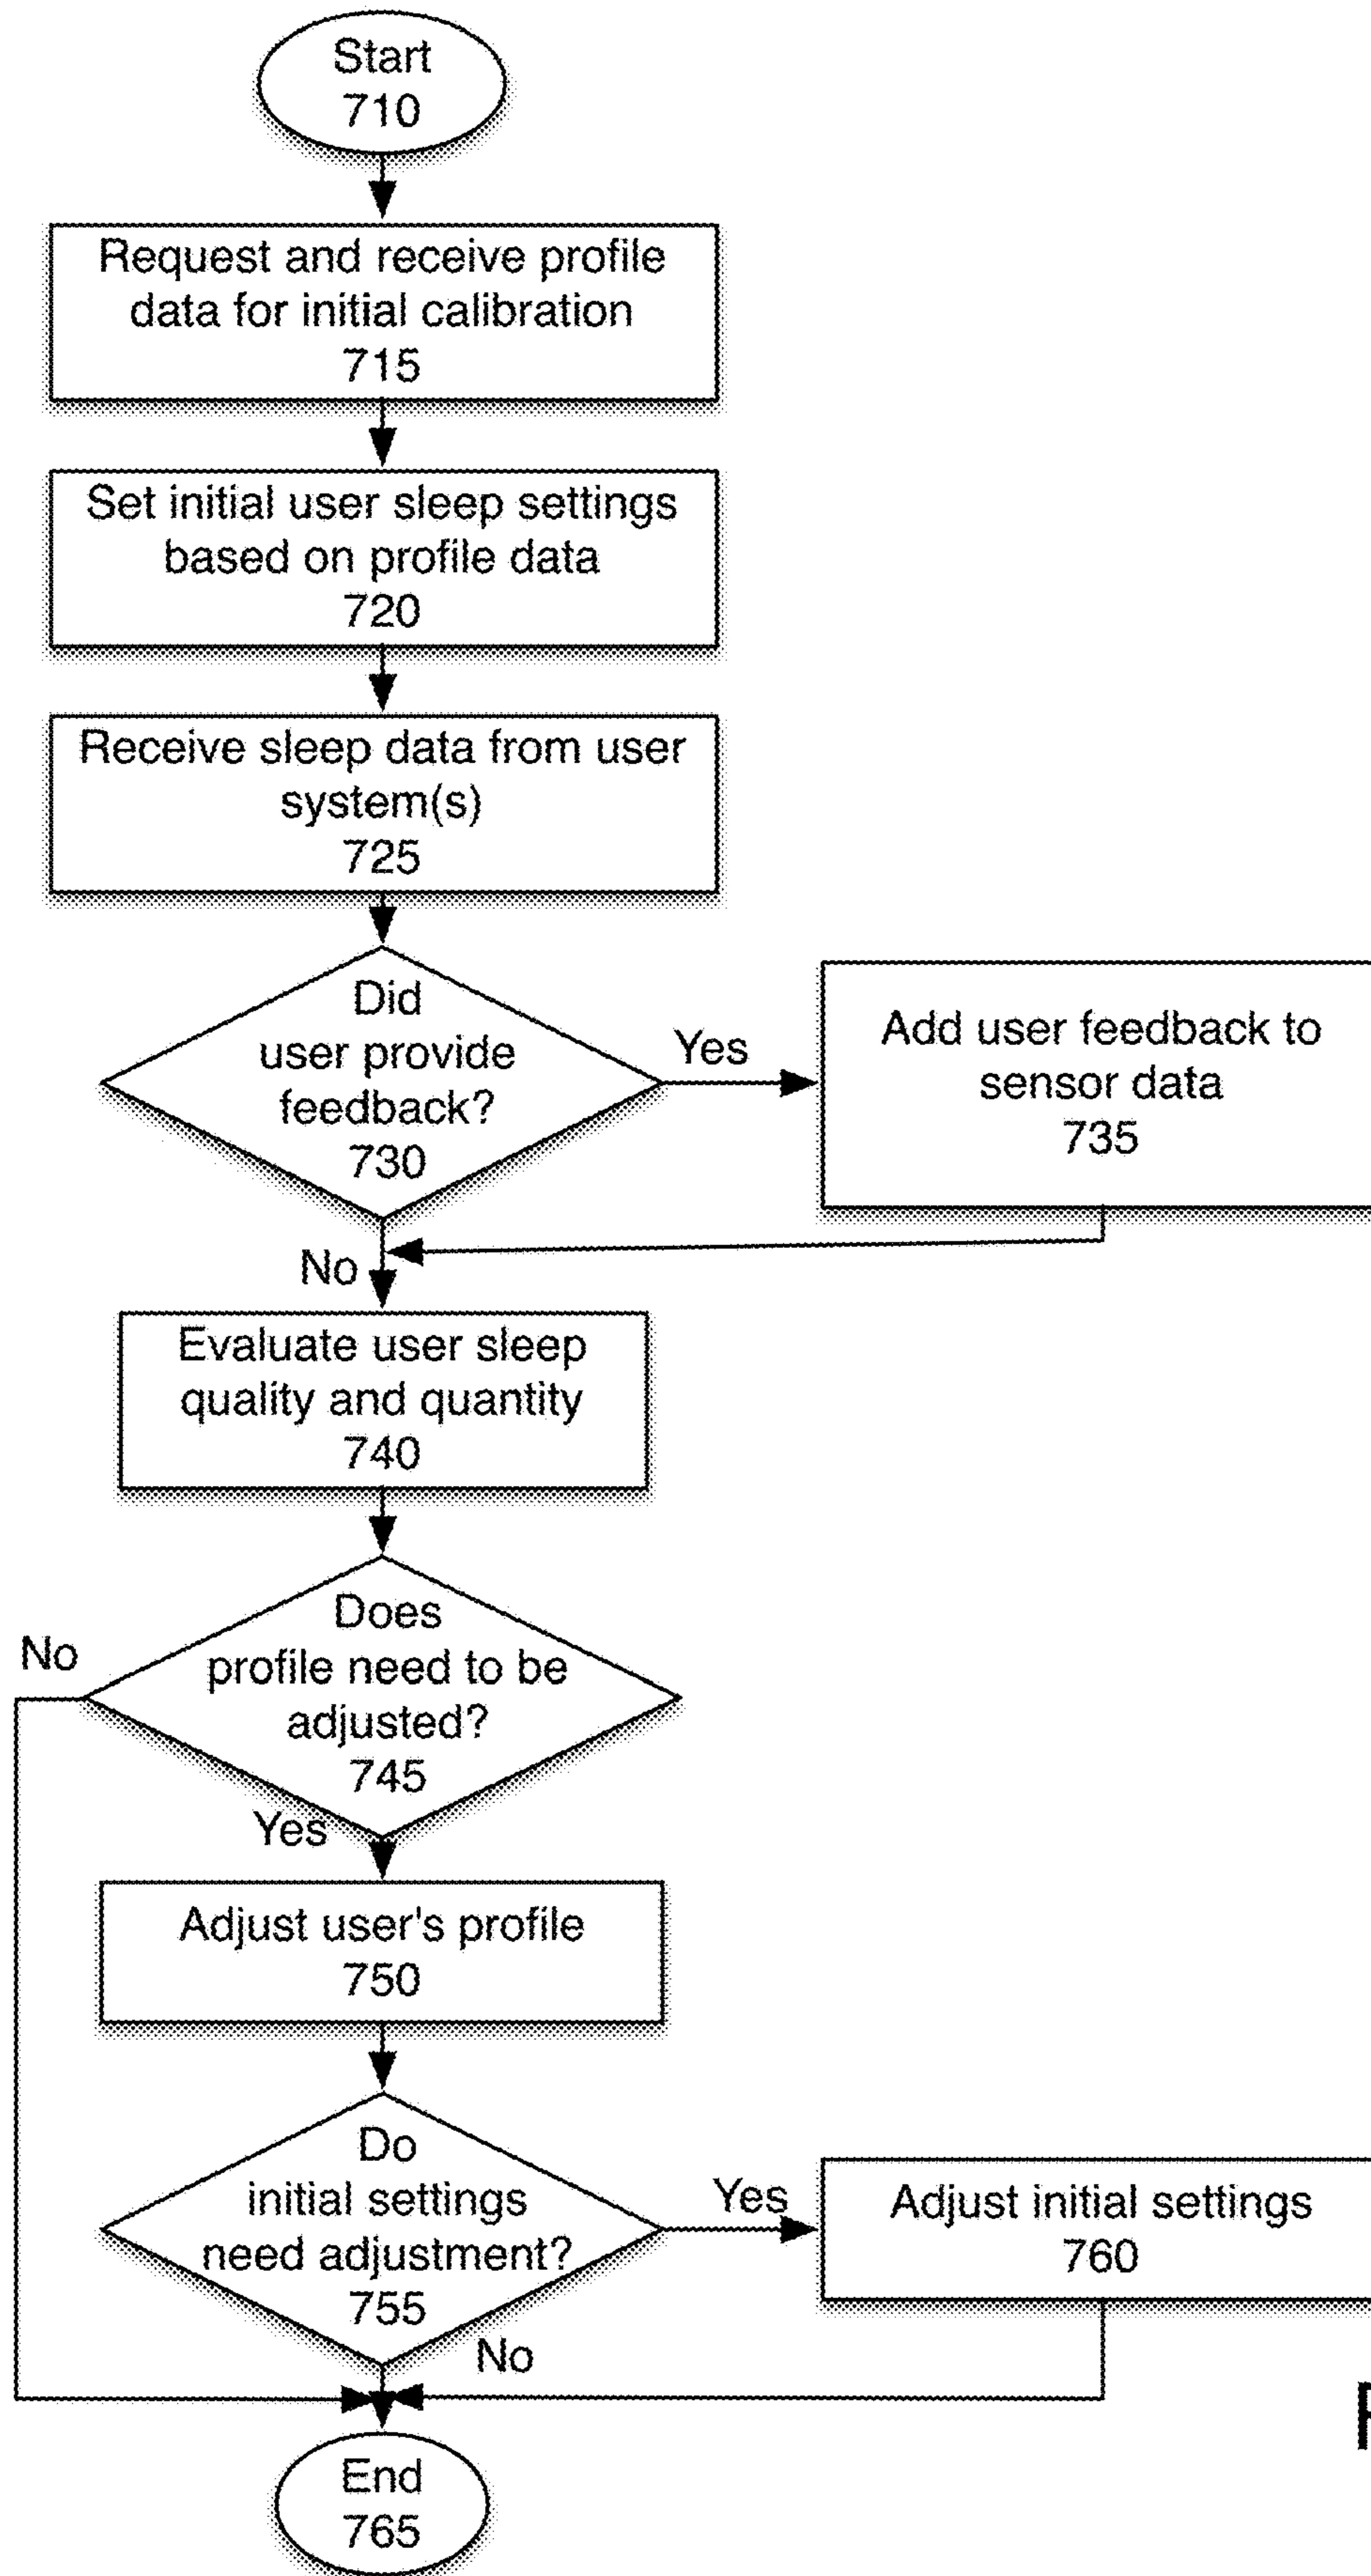 Start
710
Request and receive profile
data for initial calibration
715
Set initial user sleep settings
based on profile data
720
Receive sleep data from user
system(s)
725
Did
user provide
feedback?
730
Yes
Add user feedback to
sensor data
735
No
Evaluate user sleep
quality and quantity
740
Does
profile need to be
adjusted?
745
No
Yes
Adjust user's profile
750
Do
initial settings
need adjustment?
755
Yes
Adjust initial settings
760
No
End
765